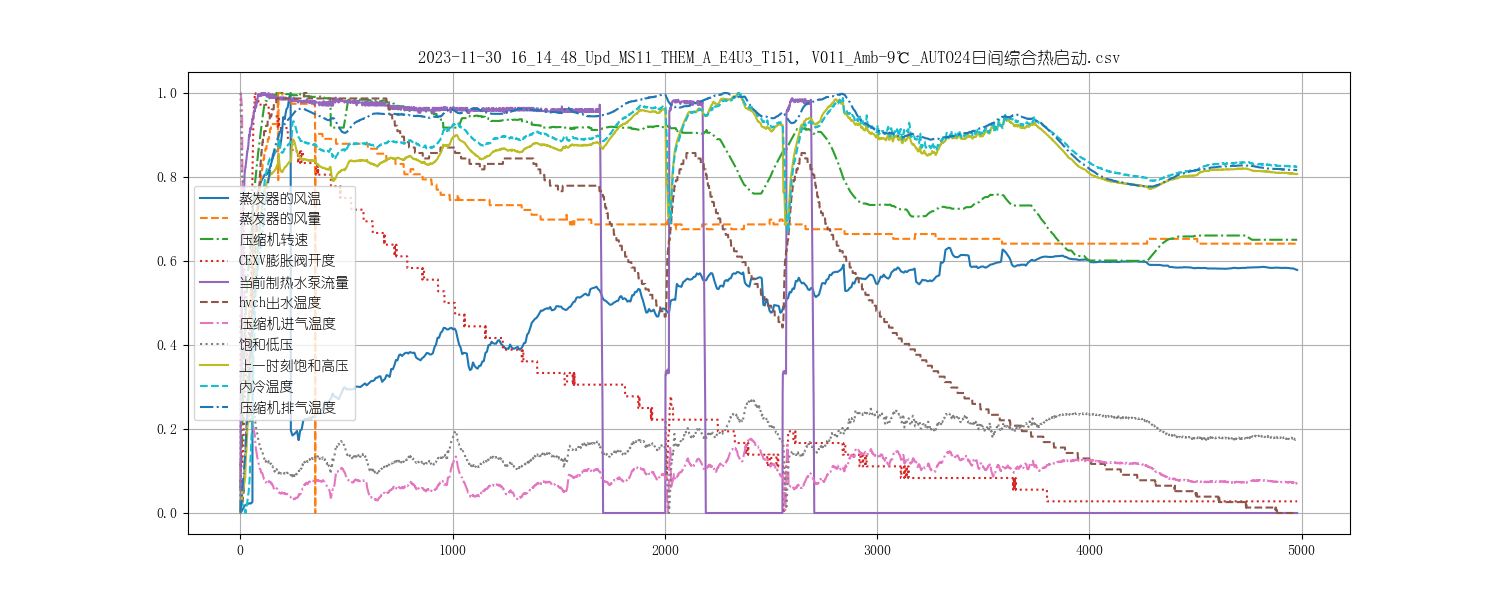 2023-11-30 16_14_48_Upd_MS11_THEM_A_E4U3_T151, V011_Amb-9℃_AUTO24日间综合热启动.csv
1.0
0.8
0.6
0.4
0.2
0.0
蒸发器的风温
蒸发器的风量
压缩机转速
CEXV膨胀阀开度
当前制热水泵流量
hvch出水温度
压缩机进气温度
饱和低压
上一时刻饱和高压
内冷温度
压缩机排气温度
0 1000 2000 3000 4000 5000